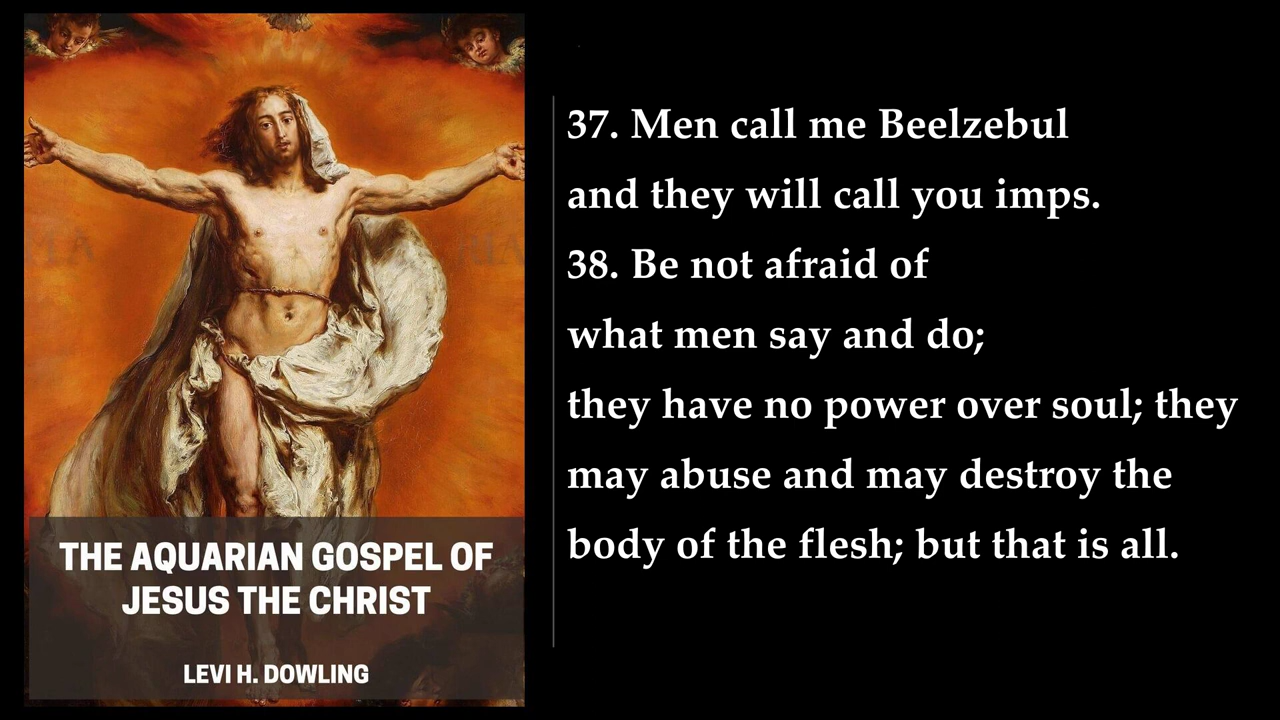 THE AQUARIAN GOSPEL OF
JESUS THE CHRIST
LEVI H. DOWLING
37. Men call me Beelzebul
and they will call you imps.
38. Be not afraid of
what men say and do;
they have no power over soul; they
may abuse and may destroy the
body of the flesh; but that is all.